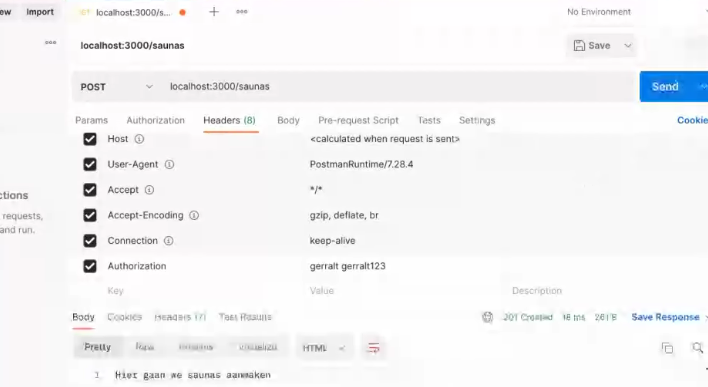 ew Import
localhost:3000/s... No Environment
localhost:3000/saunas Save
POST localhost:3000/saunas Send
Params Authorization Headers (8) Body Pre-request Script Tests Settings Cookie
Host <calculated when request is sent>
User-Agent PostmanRuntime/7.28.4
Accept */*
Accept-Encoding gzip, deflate, br
Connection keep-alive
Authorization gerralt gerralt123
Key Value Description
ctions
requests,
and run.
Body Cookies Headers (7) Test Results 201 Created 18 ms Save Response
Pretty Raw HTML
1 Hier gaan we saunas aanmaken